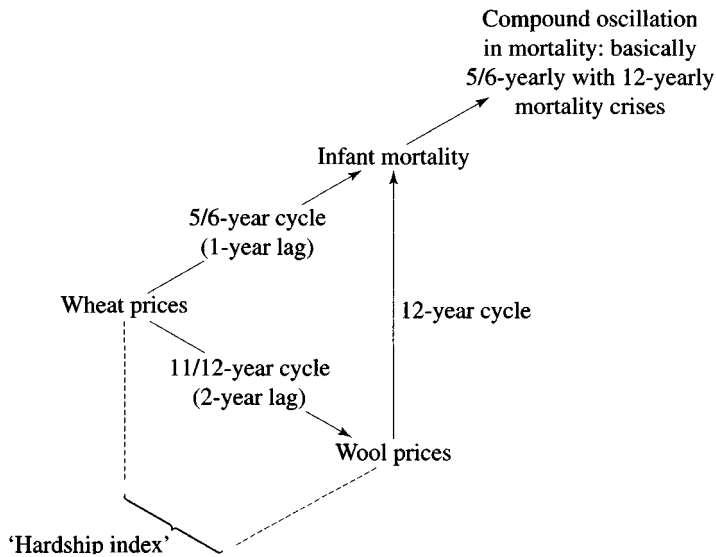 Compound oscillation
in mortality: basically
5/6-yearly with 12-yearly
mortality crises
Infant mortality
5/6-year cycle
(1-year lag)
Wheat prices
12-year cycle
11/12-year cycle
(2-year lag)
Wool prices
‘Hardship index’